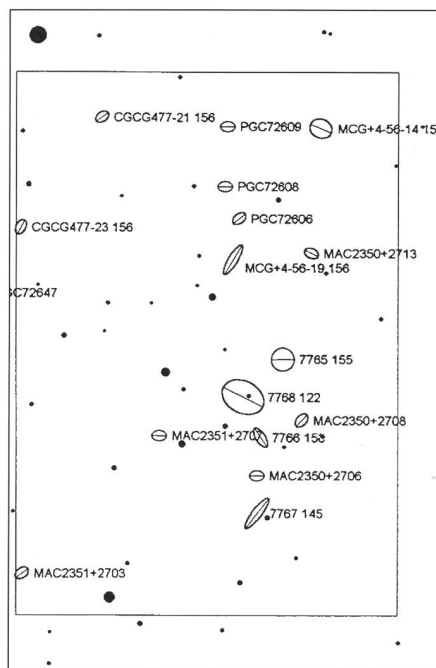 CGCG477-21 156
PGC72609
MCG+4-56-14 15
PGC72608
PGC72606
CGCG477-23 156
MAC2350+2713
MCG+4-56-19 156
GC72647
7765 155
7768 122
MAC2350+2708
MAC2351+2707
7766 153
MAC2350+2706
7767 145
MAC2351+2703